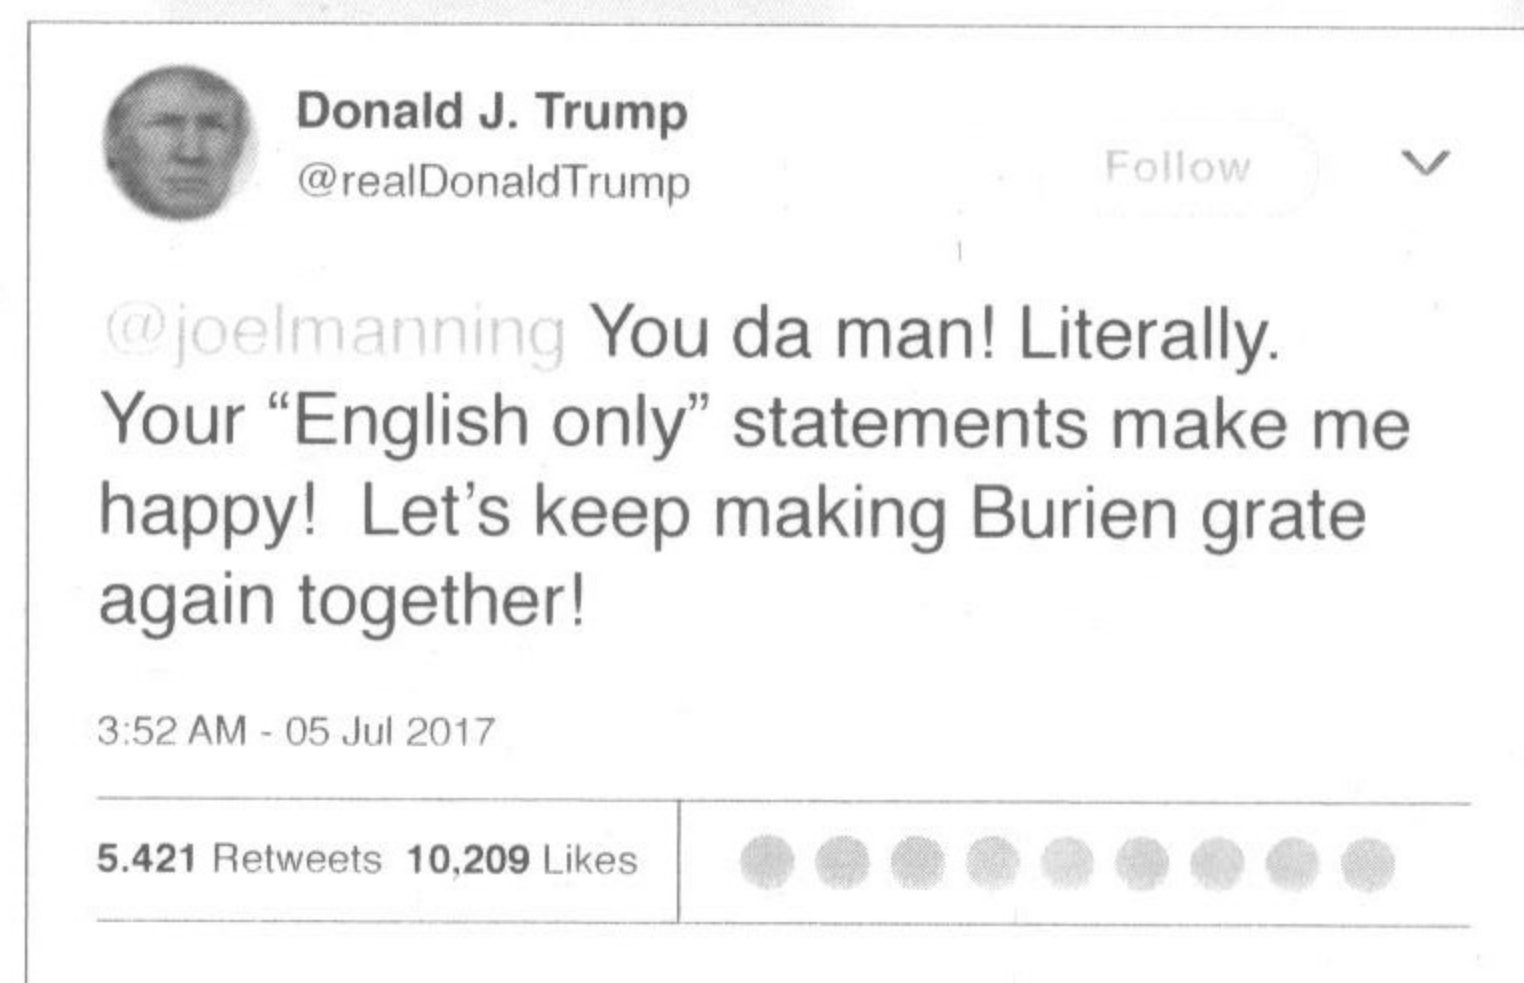 Donald J. Trump
@realDonaldTrump
Follow
@joelmanning You da man! Literally.
Your “English only” statements make me
happy!  Let’s keep making Burien grate
again together!
3:52 AM - 05 Jul 2017
5.421 Retweets 10,209 Likes